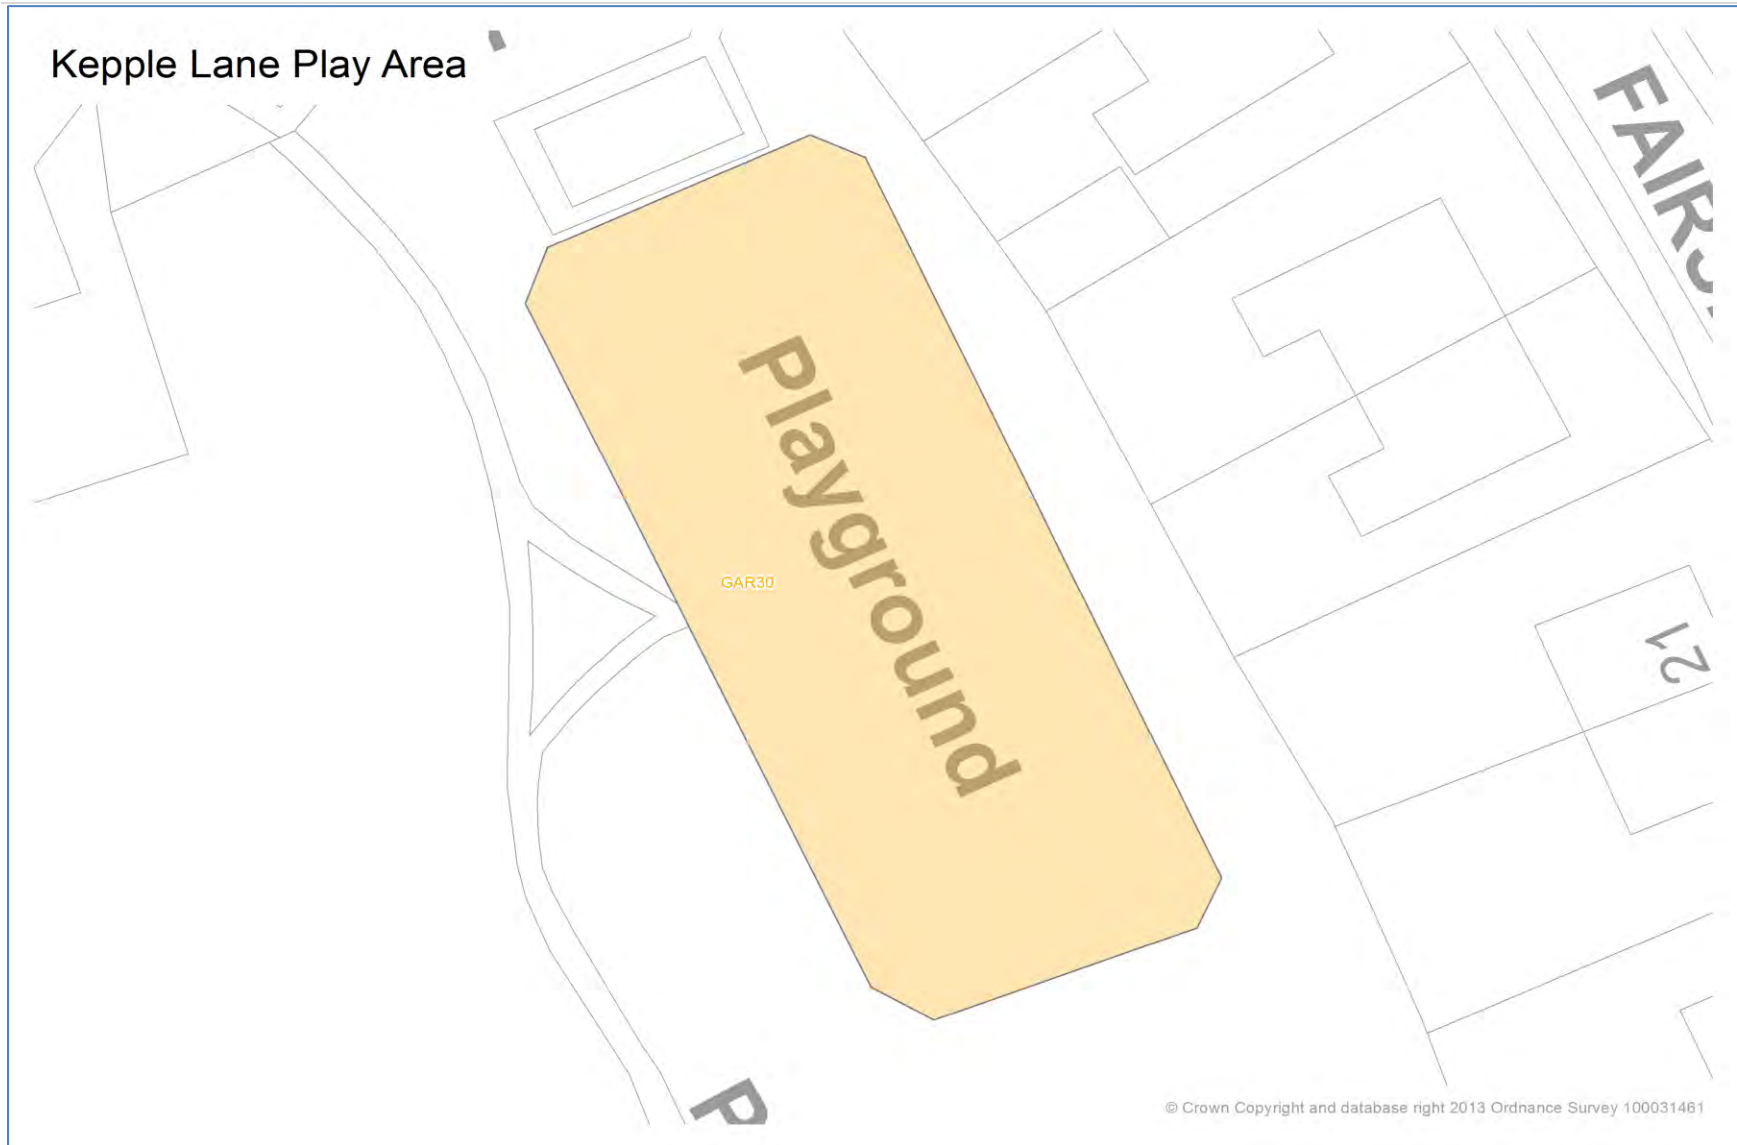 Kepple Lane Play Area
Playground
GAR30
21
P
© Crown Copyright and database right 2013 Ordnance Survey 100031461